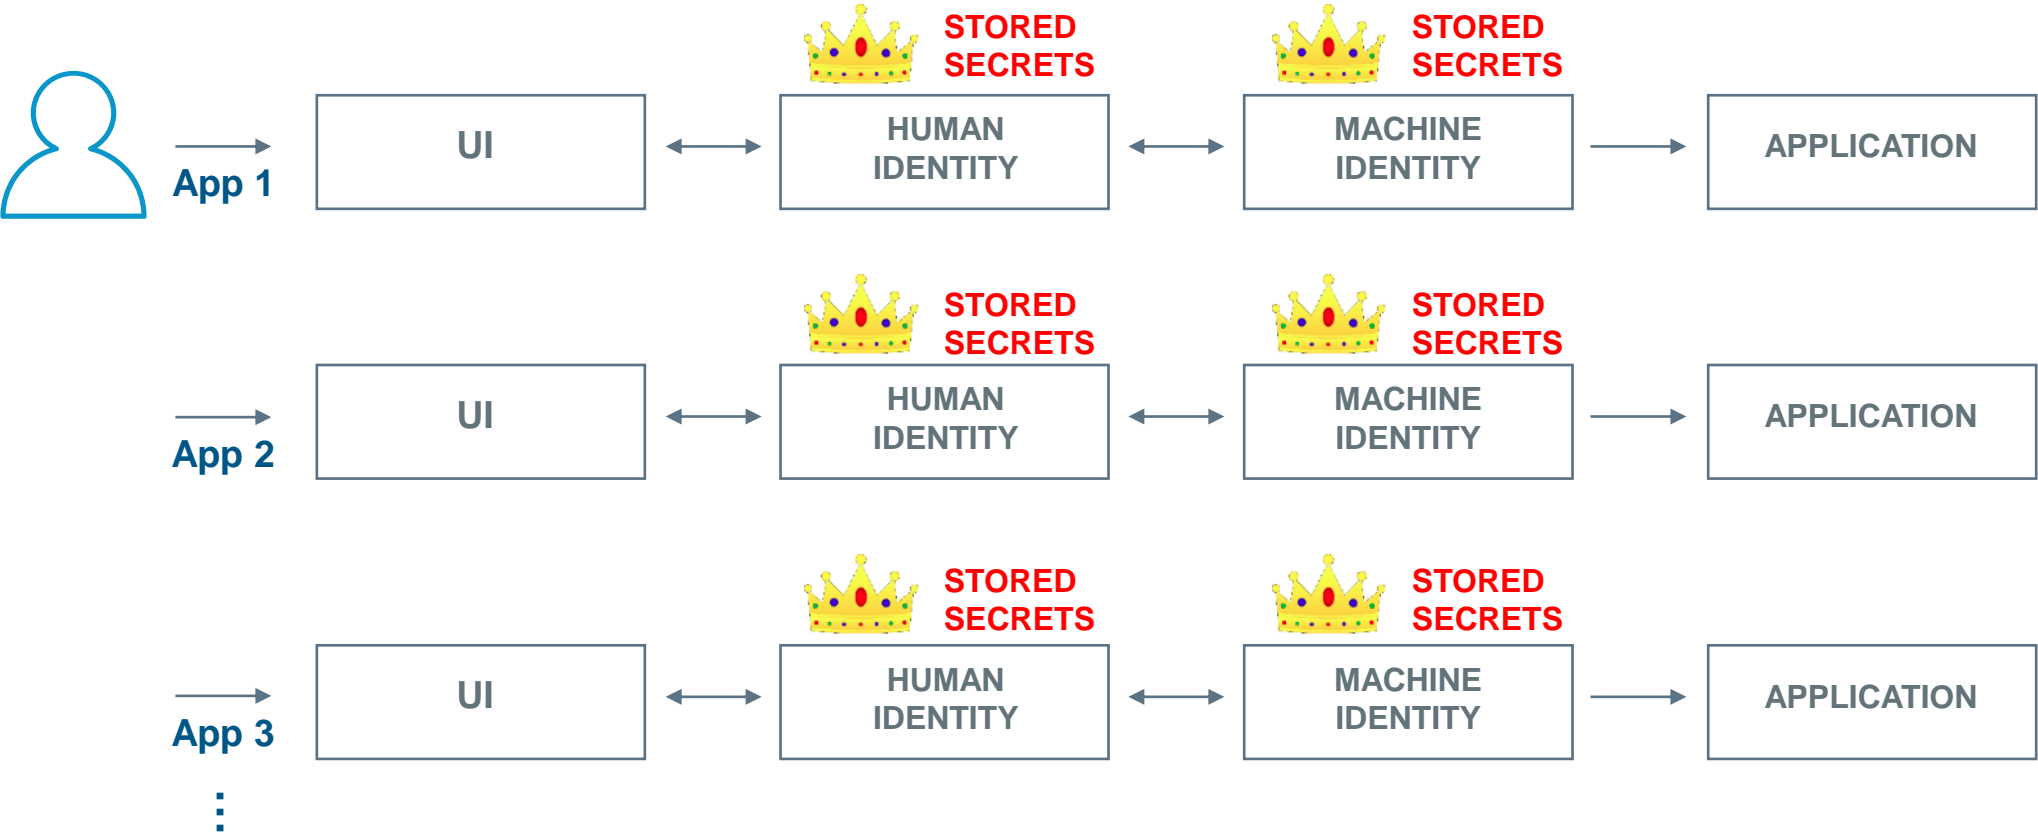 STORED
SECRETS
STORED
SECRETS
App 1
UI
HUMAN
IDENTITY
MACHINE
IDENTITY
APPLICATION
STORED
SECRETS
STORED
SECRETS
App 2
UI
HUMAN
IDENTITY
MACHINE
IDENTITY
APPLICATION
STORED
SECRETS
STORED
SECRETS
App 3
UI
HUMAN
IDENTITY
MACHINE
IDENTITY
APPLICATION
⋮